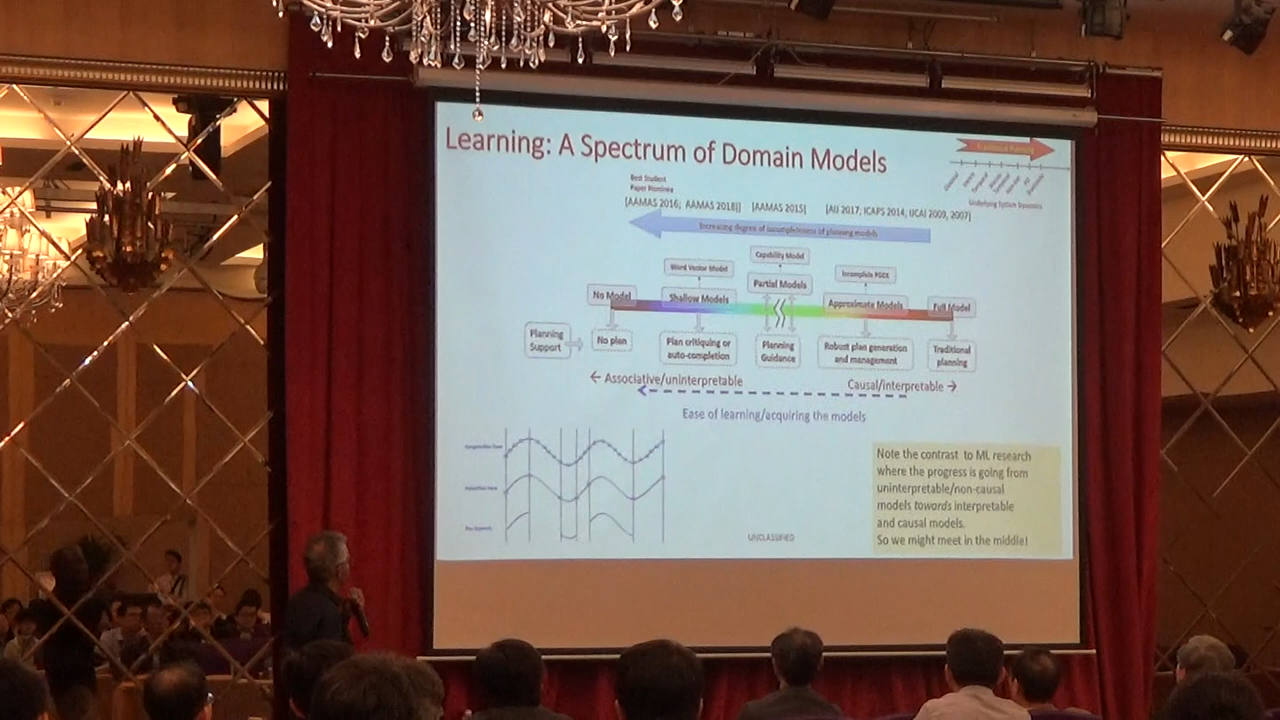 Learning: A Spectrum of Domain Models
Underlying System Dynamics
Best Student
Paper Nominee
[AAMAS 2016; AAMAS 2018]] [AAMAS 2015] [AIJ 2017, ICAPS 2014, IJCAI 2009, 2007]
Increasing degree of incompleteness of planning models
Word Vector Model
Capability Model
Incomplete PDDL
No Model
Shallow Models
Partial Models
Approximate Models
Full Model
Planning
Support
No plan
Plan critiquing or
auto-completion
Planning
Guidance
Robust plan generation
and management
Traditional
planning
← Associative/uninterpretable
Causal/interpretable →
Ease of learning/acquiring the models
Note the contrast to ML research
where the progress is going from
uninterpretable/non-causal
models towards interpretable
and causal models.
So we might meet in the middle!
UNCLASSIFIED